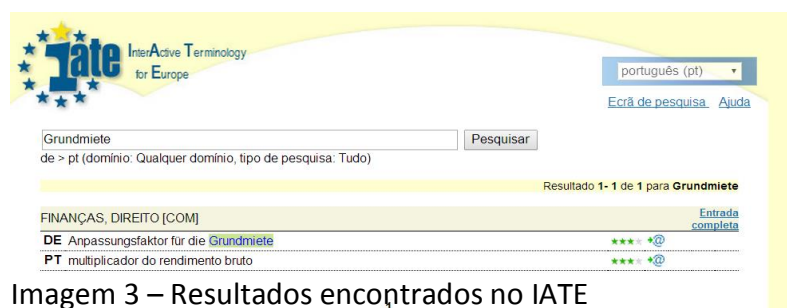 iate InterActive Terminology
for Europe
português (pt)
Ecrã de pesquisa Ajuda
Grundmiete Pesquisar
de > pt (domínio: Qualquer domínio, tipo de pesquisa: Tudo)
Resultado 1- 1 de 1 para Grundmiete
FINANÇAS, DIREITO [COM] Entrada completa
DE Anpassungsfaktor für die Grundmiete
PT multiplicador do rendimento bruto
Imagem 3 – Resultados encontrados no IATE